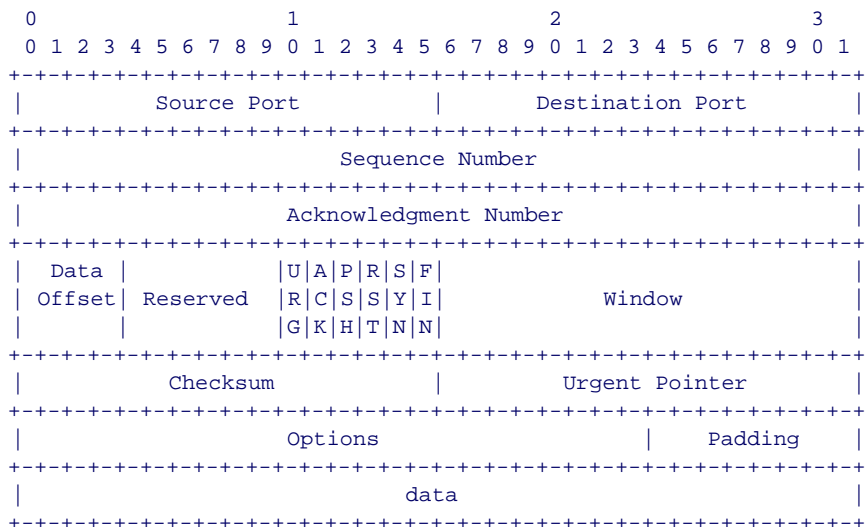 0                   1                   2                   3
 0 1 2 3 4 5 6 7 8 9 0 1 2 3 4 5 6 7 8 9 0 1 2 3 4 5 6 7 8 9 0 1
+-+-+-+-+-+-+-+-+-+-+-+-+-+-+-+-+-+-+-+-+-+-+-+-+-+-+-+-+-+-+-+-+
|          Source Port          |       Destination Port        |
+-+-+-+-+-+-+-+-+-+-+-+-+-+-+-+-+-+-+-+-+-+-+-+-+-+-+-+-+-+-+-+-+
|                        Sequence Number                        |
+-+-+-+-+-+-+-+-+-+-+-+-+-+-+-+-+-+-+-+-+-+-+-+-+-+-+-+-+-+-+-+-+
|                    Acknowledgment Number                      |
+-+-+-+-+-+-+-+-+-+-+-+-+-+-+-+-+-+-+-+-+-+-+-+-+-+-+-+-+-+-+-+-+
|  Data |           |U|A|P|R|S|F|                               |
| Offset| Reserved  |R|C|S|S|Y|I|            Window             |
|       |           |G|K|H|T|N|N|                               |
+-+-+-+-+-+-+-+-+-+-+-+-+-+-+-+-+-+-+-+-+-+-+-+-+-+-+-+-+-+-+-+-+
|           Checksum            |         Urgent Pointer        |
+-+-+-+-+-+-+-+-+-+-+-+-+-+-+-+-+-+-+-+-+-+-+-+-+-+-+-+-+-+-+-+-+
|                    Options                    |    Padding    |
+-+-+-+-+-+-+-+-+-+-+-+-+-+-+-+-+-+-+-+-+-+-+-+-+-+-+-+-+-+-+-+-+
|                             data                              |
+-+-+-+-+-+-+-+-+-+-+-+-+-+-+-+-+-+-+-+-+-+-+-+-+-+-+-+-+-+-+-+-+